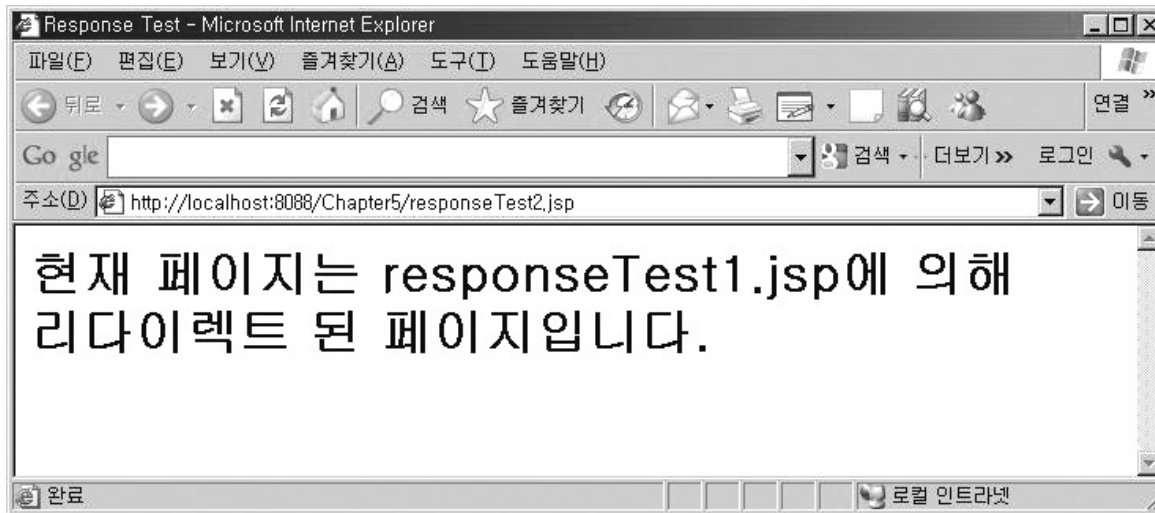 Response Test - Microsoft Internet Explorer
파일(F) 편집(E) 보기(V) 즐겨찾기(A) 도구(T) 도움말(H)
뒤로 검색 즐겨찾기 연결 »
Go gle 검색 더보기 » 로그인
주소(D) http://localhost:8088/Chapter5/responseTest2.jsp 이동
현재 페이지는 responseTest1.jsp에 의해
리다이렉트 된 페이지입니다.
완료 로컬 인트라넷